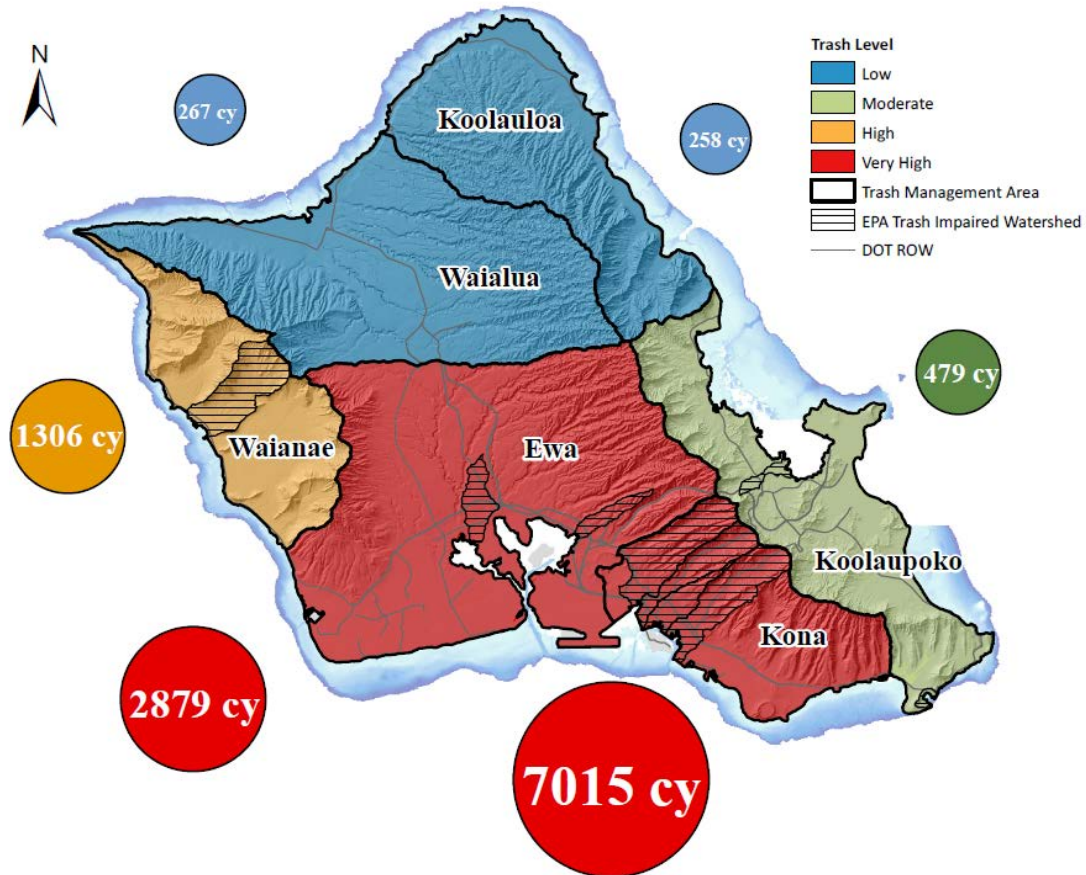 N
267 cy
Koolauloa
258 cy
Trash Level
Low
Moderate
High
Very High
Trash Management Area
EPA Trash Impaired Watershed
DOT ROW
Waialua
479 cy
1306 cy
Waianae
Ewa
Koolaupoko
Kona
2879 cy
7015 cy